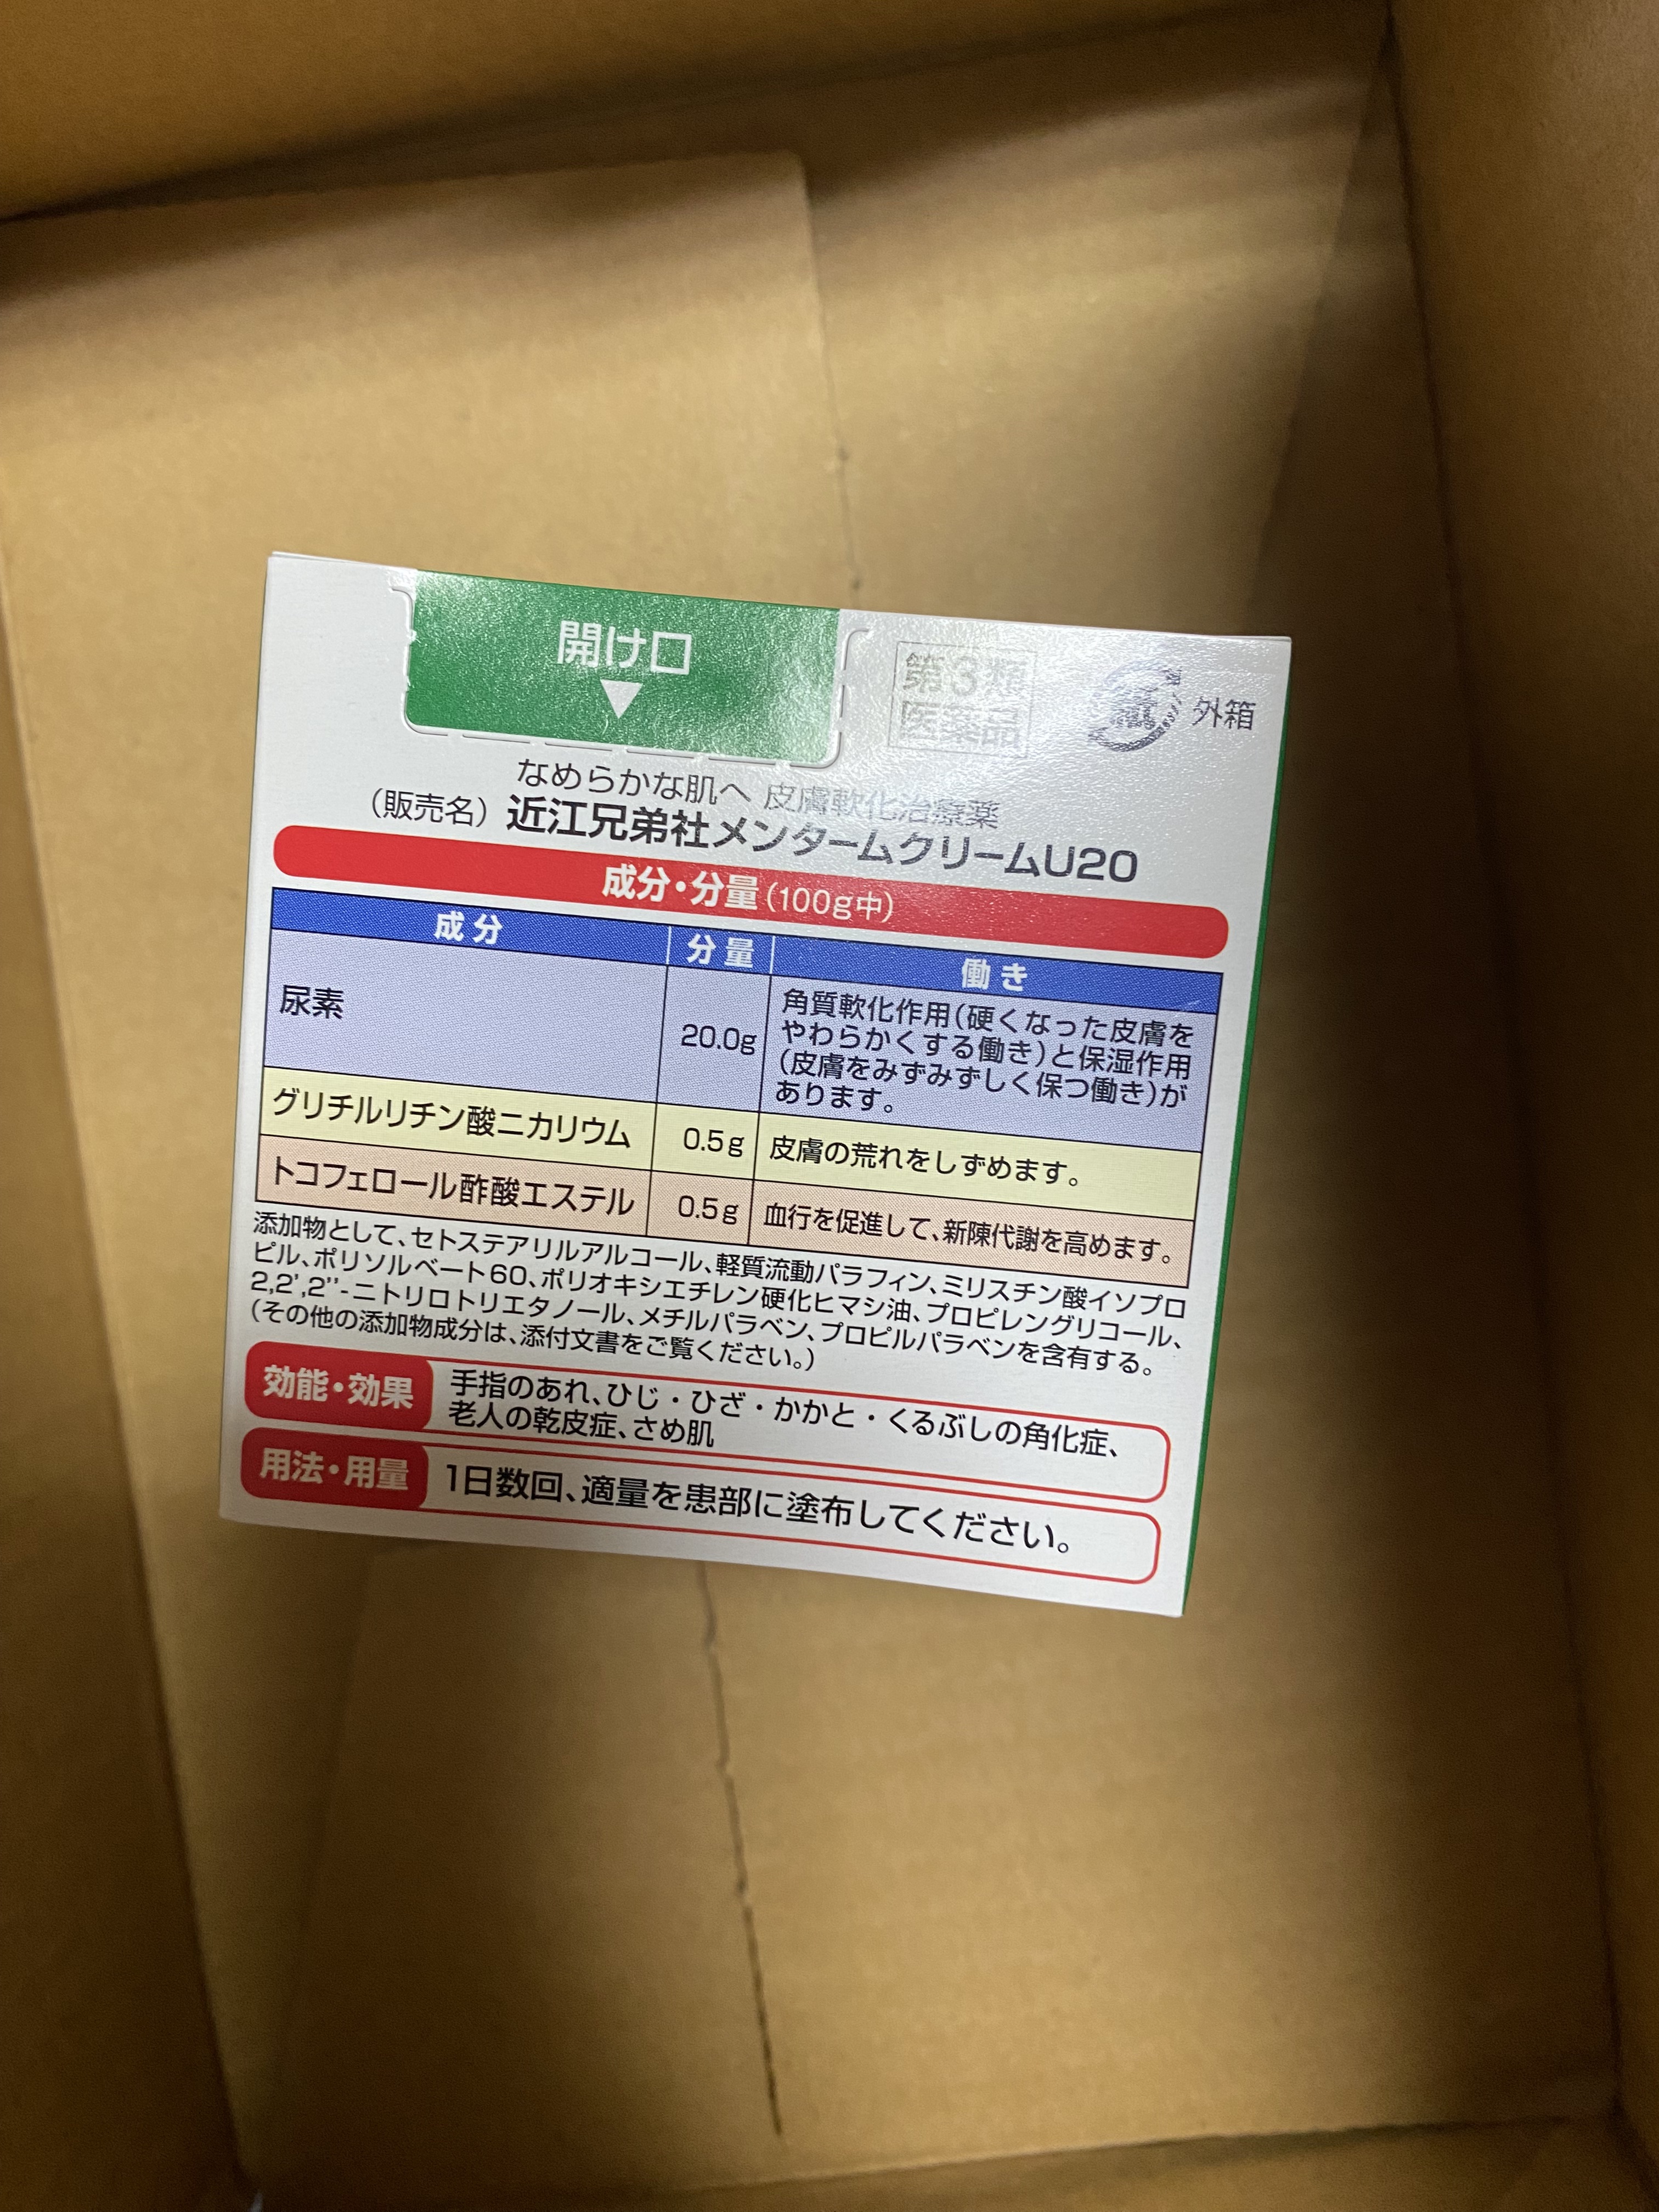 開け口
第3類
医薬品
紙 外箱
なめらかな肌へ 皮膚軟化治療薬
（販売名）近江兄弟社メンタームクリームU20
成分・分量（100g中）
成分 分量 働き
尿素 20.0g 角質軟化作用（硬くなった皮膚を
やわらかくする働き）と保湿作用
（皮膚をみずみずしく保つ働き）が
あります。
グリチルリチン酸ニカリウム 0.5g 皮膚の荒れをしずめます。
トコフェロール酢酸エステル 0.5g 血行を促進して、新陳代謝を高めます。
添加物として、セトステアリルアルコール、軽質流動パラフィン、ミリスチン酸イソプロ
ピル、ポリソルベート60、ポリオキシエチレン硬化ヒマシ油、プロピレングリコール、
2,2',2''-ニトリロトリエタノール、メチルパラベン、プロピルパラベンを含有する。
（その他の添加物成分は、添付文書をご覧ください。）
効能・効果 手指のあれ、ひじ・ひざ・かかと・くるぶしの角化症、
老人の乾皮症、さめ肌
用法・用量 1日数回、適量を患部に塗布してください。